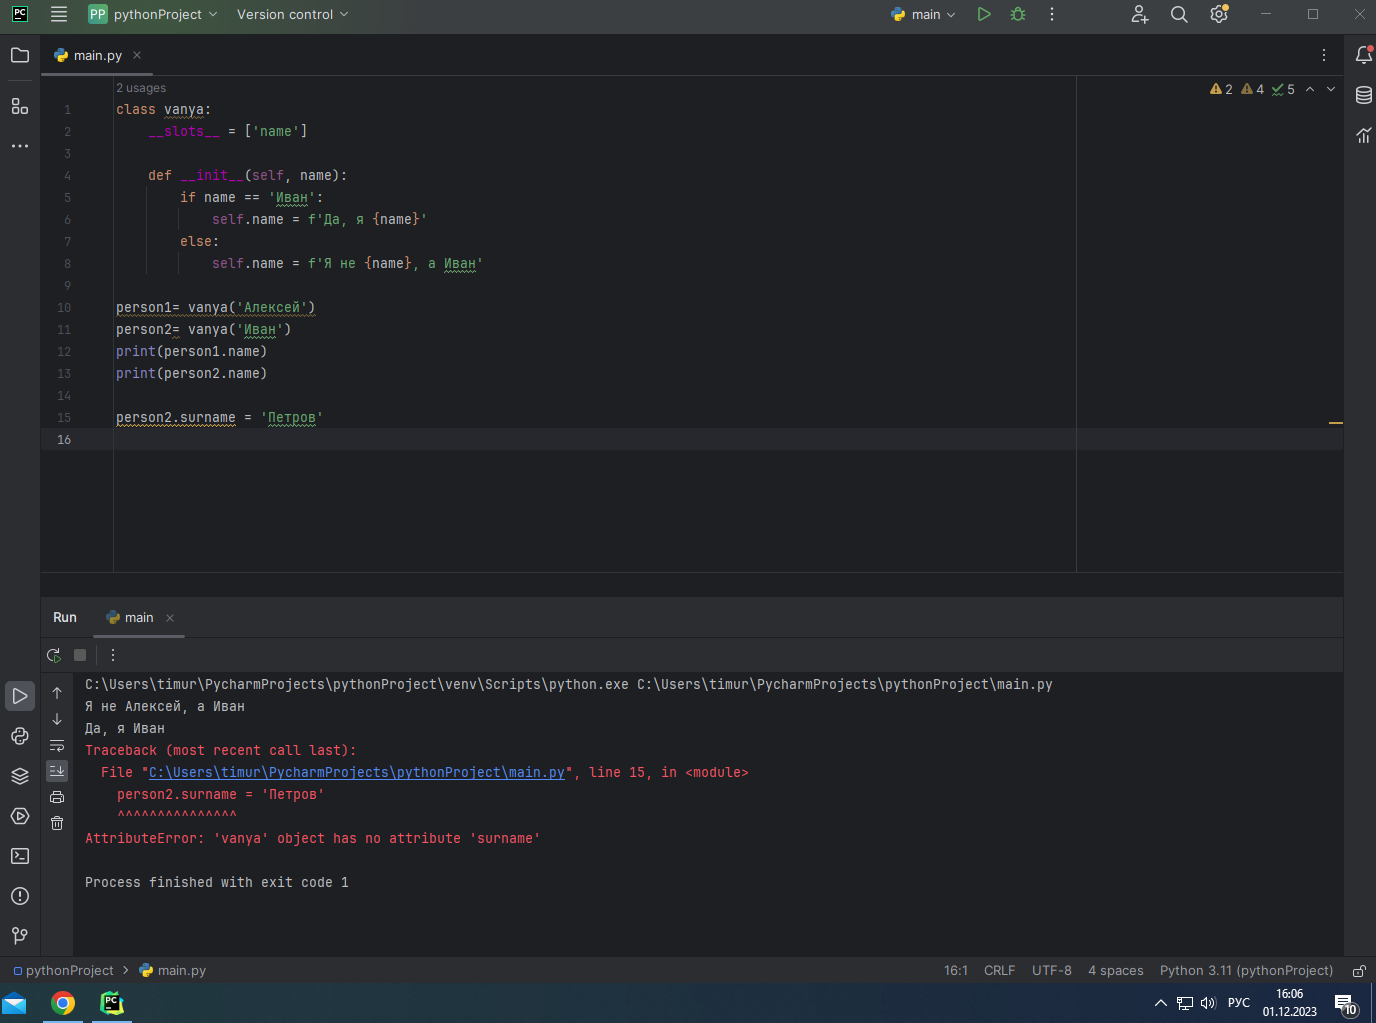 PC PP pythonProject Version control main
main.py
2 usages 2 4 5
1 class vanya:
2 __slots__ = ['name']
3
4 def __init__(self, name):
5 if name == 'Иван':
6 self.name = f'Да, я {name}'
7 else:
8 self.name = f'Я не {name}, а Иван'
9
10 person1= vanya('Алексей')
11 person2= vanya('Иван')
12 print(person1.name)
13 print(person2.name)
14
15 person2.surname = 'Петров'
16
Run main
C:\Users\timur\PycharmProjects\pythonProject\venv\Scripts\python.exe C:\Users\timur\PycharmProjects\pythonProject\main.py
Я не Алексей, а Иван
Да, я Иван
Traceback (most recent call last):
File "C:\Users\timur\PycharmProjects\pythonProject\main.py", line 15, in <module>
person2.surname = 'Петров'
^^^^^^^^^^^^^^^
AttributeError: 'vanya' object has no attribute 'surname'
Process finished with exit code 1
pythonProject main.py 16:1 CRLF UTF-8 4 spaces Python 3.11 (pythonProject)
PC РУС 16:06 10
01.12.2023